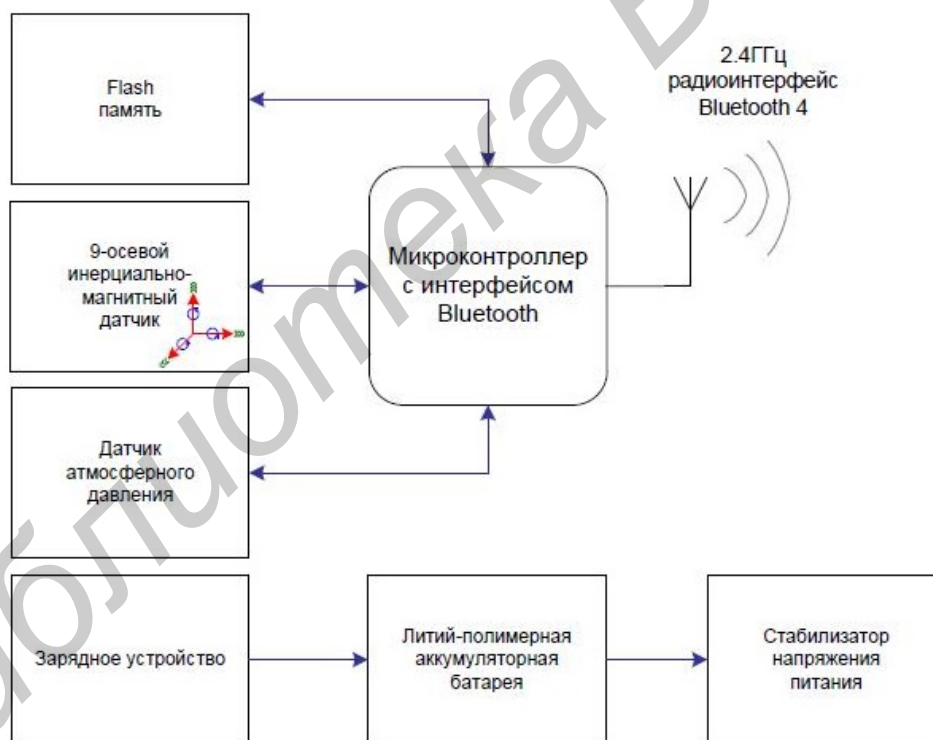 Flash
память
2.4ГГц
радиоинтерфейс
Bluetooth 4
9-осевой
инерциально-
магнитный
датчик
Микроконтроллер
с интерфейсом
Bluetooth
Датчик
атмосферного
давления
Зарядное устройство
Литий-полимерная
аккумуляторная
батарея
Стабилизатор
напряжения
питания
блиотека Б